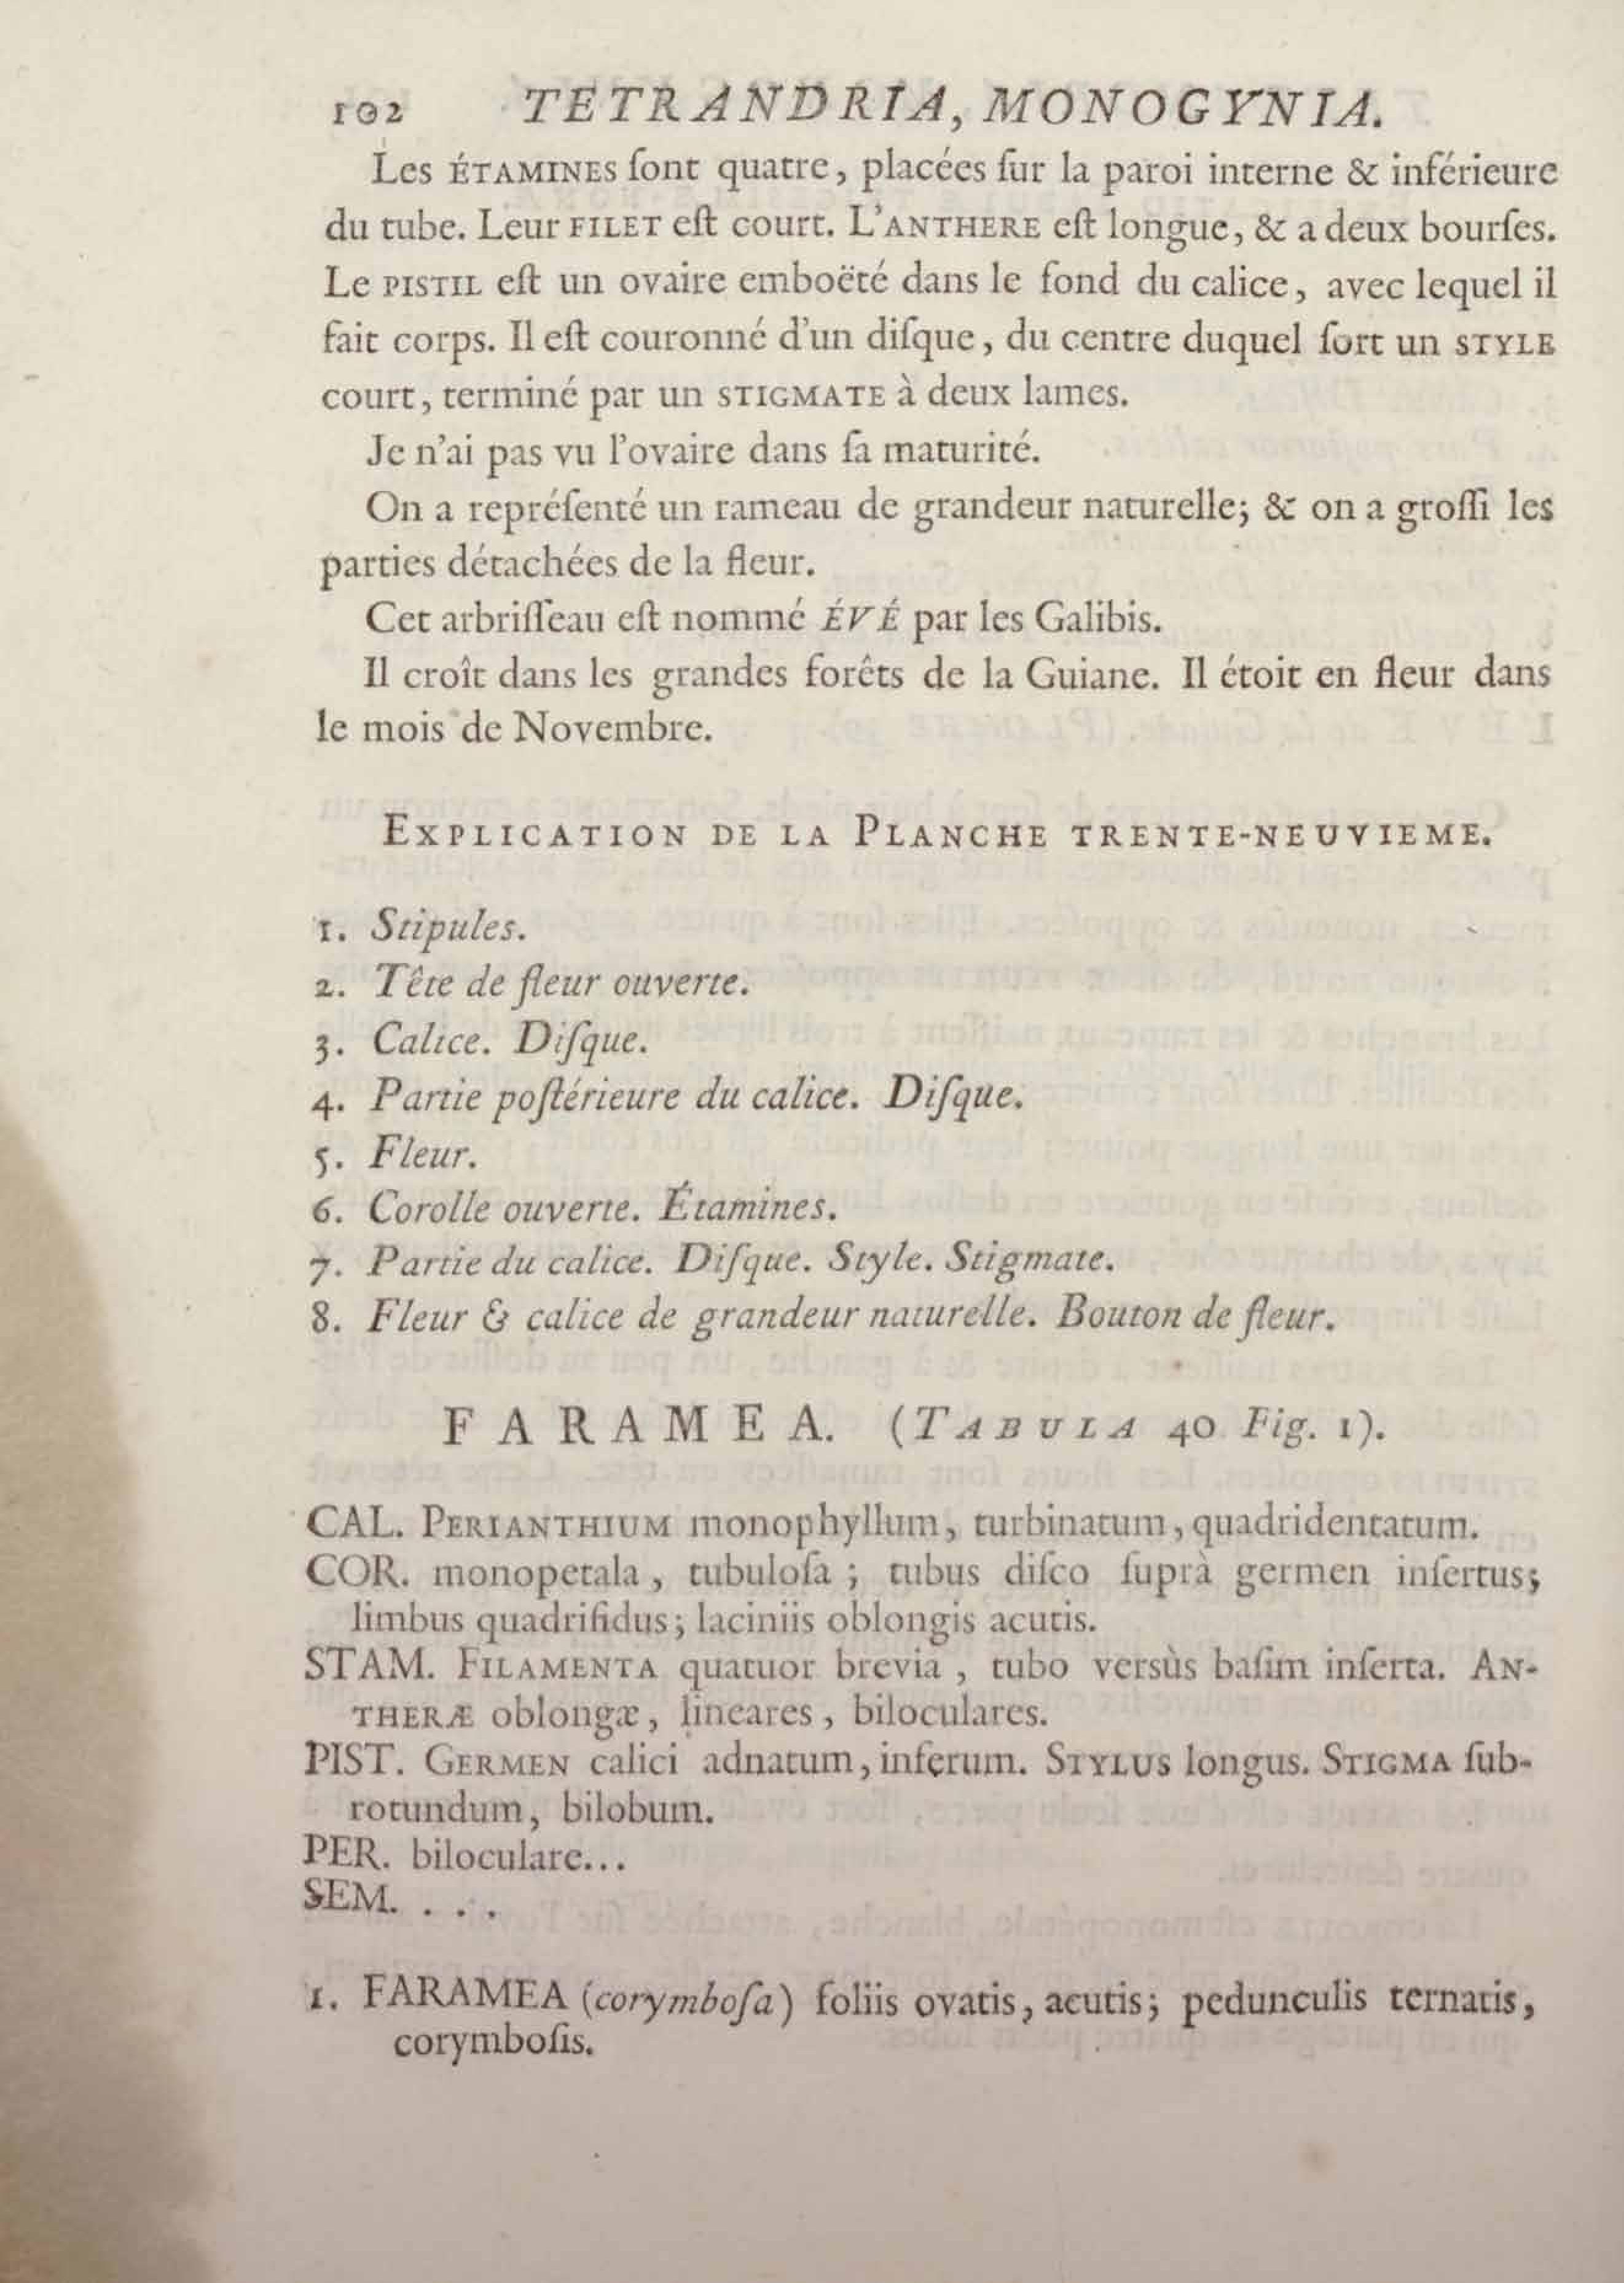 102 TETRANDRIA, MONOGYNIA.
Les ÉTAMINES ſont quatre, placées ſur la paroi interne & inférieure
du tube. Leur FILET eſt court. L'ANTHERE eſt longue, & a deux bourſes.
Le PISTIL eſt un ovaire emboëté dans le fond du calice, avec lequel il
fait corps. Il eſt couronné d'un diſque, du centre duquel ſort un STYLE
court, terminé par un STIGMATE à deux lames.
Je n'ai pas vu l'ovaire dans ſa maturité.
On a repréſenté un rameau de grandeur naturelle; & on a groſſi les
parties détachées de la fleur.
Cet arbriſſeau eſt nommé ÉVÉ par les Galibis.
Il croît dans les grandes forêts de la Guiane. Il étoit en fleur dans
le mois de Novembre.
EXPLICATION DE LA PLANCHE TRENTE-NEUVIEME.
1. Stipules.
2. Tête de fleur ouverte.
3. Calice. Diſque.
4. Partie poſtérieure du calice. Diſque.
5. Fleur.
6. Corolle ouverte. Étamines.
7. Partie du calice. Diſque. Style. Stigmate.
8. Fleur & calice de grandeur naturelle. Bouton de fleur.
FARAMEA. (TABULA 40 Fig. 1).
CAL. PERIANTHIUM monophyllum, turbinatum, quadridentatum.
COR. monopetala, tubuloſa; tubus diſco ſuprà germen inſertus;
limbus quadrifidus; laciniis oblongis acutis.
STAM. FILAMENTA quatuor brevia, tubo versùs baſim inſerta. AN-
THERÆ oblongæ, lineares, biloculares.
PIST. GERMEN calici adnatum, inferum. STYLUS longus. STIGMA ſub-
rotundum, bilobum.
PER. biloculare...
SEM. . . .
1. FARAMEA (corymboſa) foliis ovatis, acutis; pedunculis ternatis,
corymboſis.